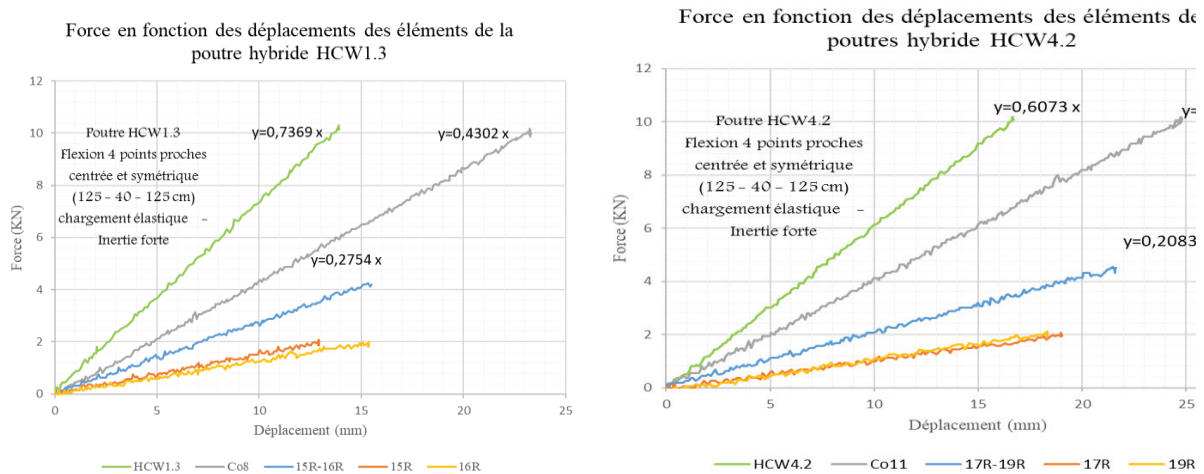 Force en fonction des déplacements des éléments de la
poutre hybride HCW1.3
12
10
8
6
4
2
0
Force (KN)
Poutre HCW1.3
Flexion 4 points proches
centrée et symétrique
(125 – 40 – 125 cm)
chargement élastique –
Inertie forte
y=0,7369 x
y=0,4302 x
y=0,2754 x
0 5 10 15 20 25
Déplacement (mm)
HCW1.3 Co8 15R-16R 15R 16R
Force en fonction des déplacements des éléments de
poutres hybride HCW4.2
12
10
8
6
4
2
0
Force (KN)
Poutre HCW4.2
Flexion 4 points proches
centrée et symétrique
(125 – 40 – 125 cm)
chargement élastique –
Inertie forte
y=0,6073 x
y=
y=0,2083
0 5 10 15 20 25
Déplacement (mm)
HCW4.2 Co11 17R-19R 17R 19R